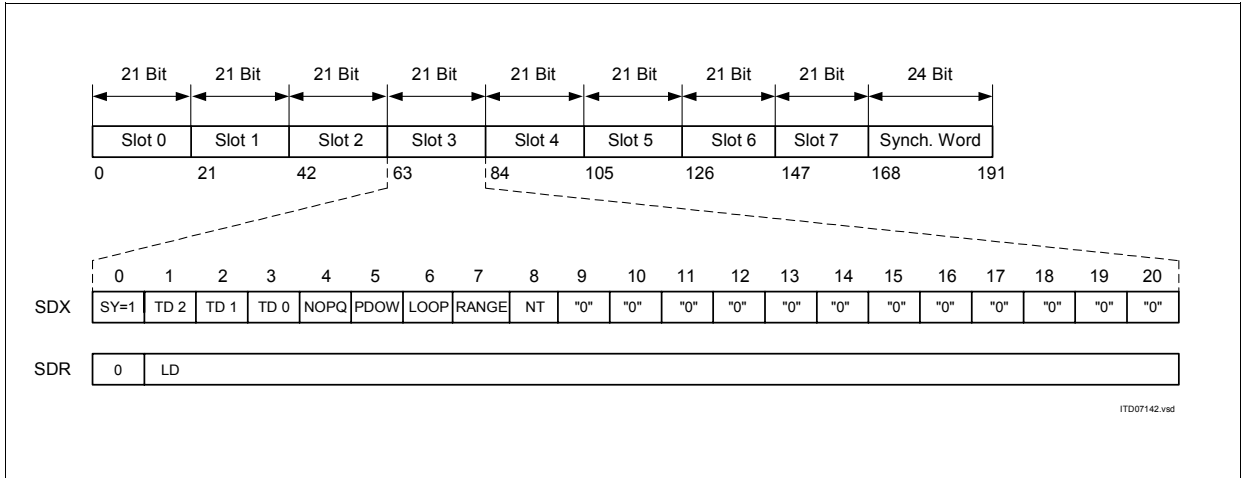 21 Bit 21 Bit 21 Bit 21 Bit 21 Bit 21 Bit 21 Bit 21 Bit 24 Bit
Slot 0 Slot 1 Slot 2 Slot 3 Slot 4 Slot 5 Slot 6 Slot 7 Synch. Word
0 21 42 63 84 105 126 147 168 191
0 1 2 3 4 5 6 7 8 9 10 11 12 13 14 15 16 17 18 19 20
SDX SY=1 TD 2 TD 1 TD 0 NOPQ PDOW LOOP RANGE NT "0" "0" "0" "0" "0" "0" "0" "0" "0" "0" "0" "0"
SDR 0 LD
ITD07142.vsd